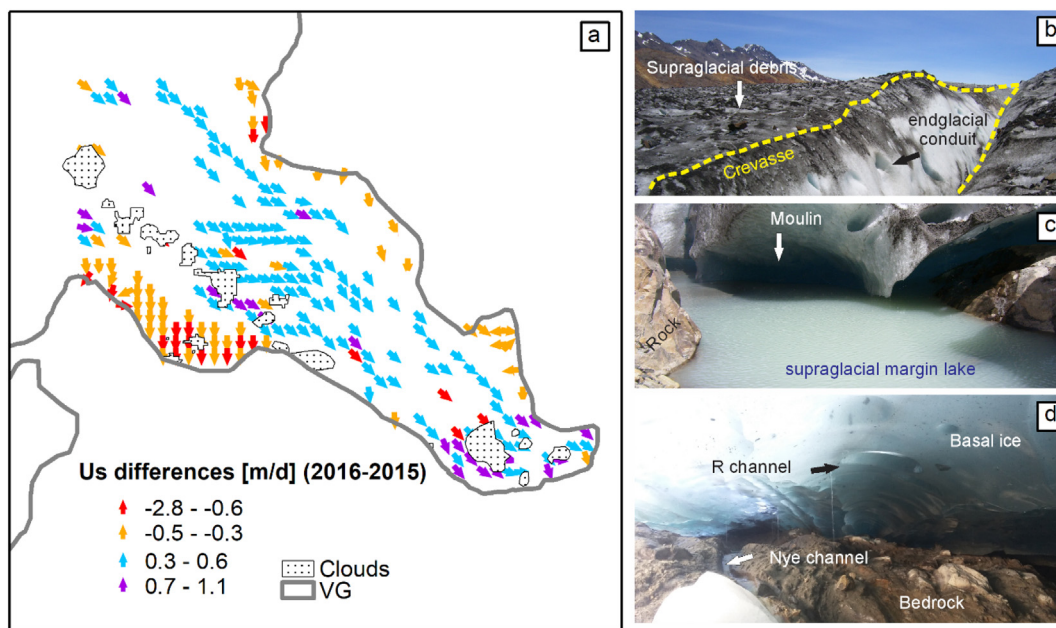 a
Us differences [m/d] (2016-2015)
-2.8 - -0.6
-0.5 - -0.3
0.3 - 0.6
0.7 - 1.1
Clouds
VG
b
Supraglacial debris
endglacial
conduit
Crevasse
c
Moulin
Rock
supraglacial margin lake
d
Basal ice
R channel
Nye channel
Bedrock